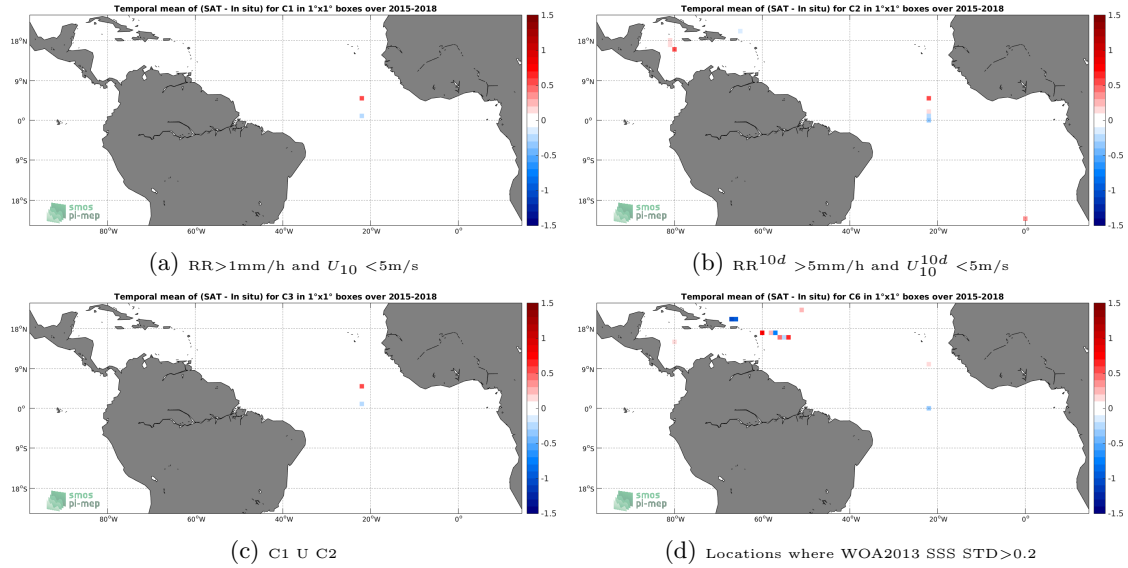 Temporal mean of (SAT - In situ) for C1 in 1°x1° boxes over 2015-2018
18°N
9°N
0°
9°S
18°S
80°W 60°W 40°W 20°W 0°
1.5
1
0.5
0
-0.5
-1
-1.5
smos
pi-mep
(a) RR>1mm/h and U10 <5m/s
Temporal mean of (SAT - In situ) for C2 in 1°x1° boxes over 2015-2018
18°N
9°N
0°
9°S
18°S
80°W 60°W 40°W 20°W 0°
1.5
1
0.5
0
-0.5
-1
-1.5
smos
pi-mep
(b) RR10d >5mm/h and U10d10 <5m/s
Temporal mean of (SAT - In situ) for C3 in 1°x1° boxes over 2015-2018
18°N
9°N
0°
9°S
18°S
80°W 60°W 40°W 20°W 0°
1.5
1
0.5
0
-0.5
-1
-1.5
smos
pi-mep
(c) C1 U C2
Temporal mean of (SAT - In situ) for C6 in 1°x1° boxes over 2015-2018
18°N
9°N
0°
9°S
18°S
80°W 60°W 40°W 20°W 0°
1.5
1
0.5
0
-0.5
-1
-1.5
smos
pi-mep
(d) Locations where WOA2013 SSS STD>0.2